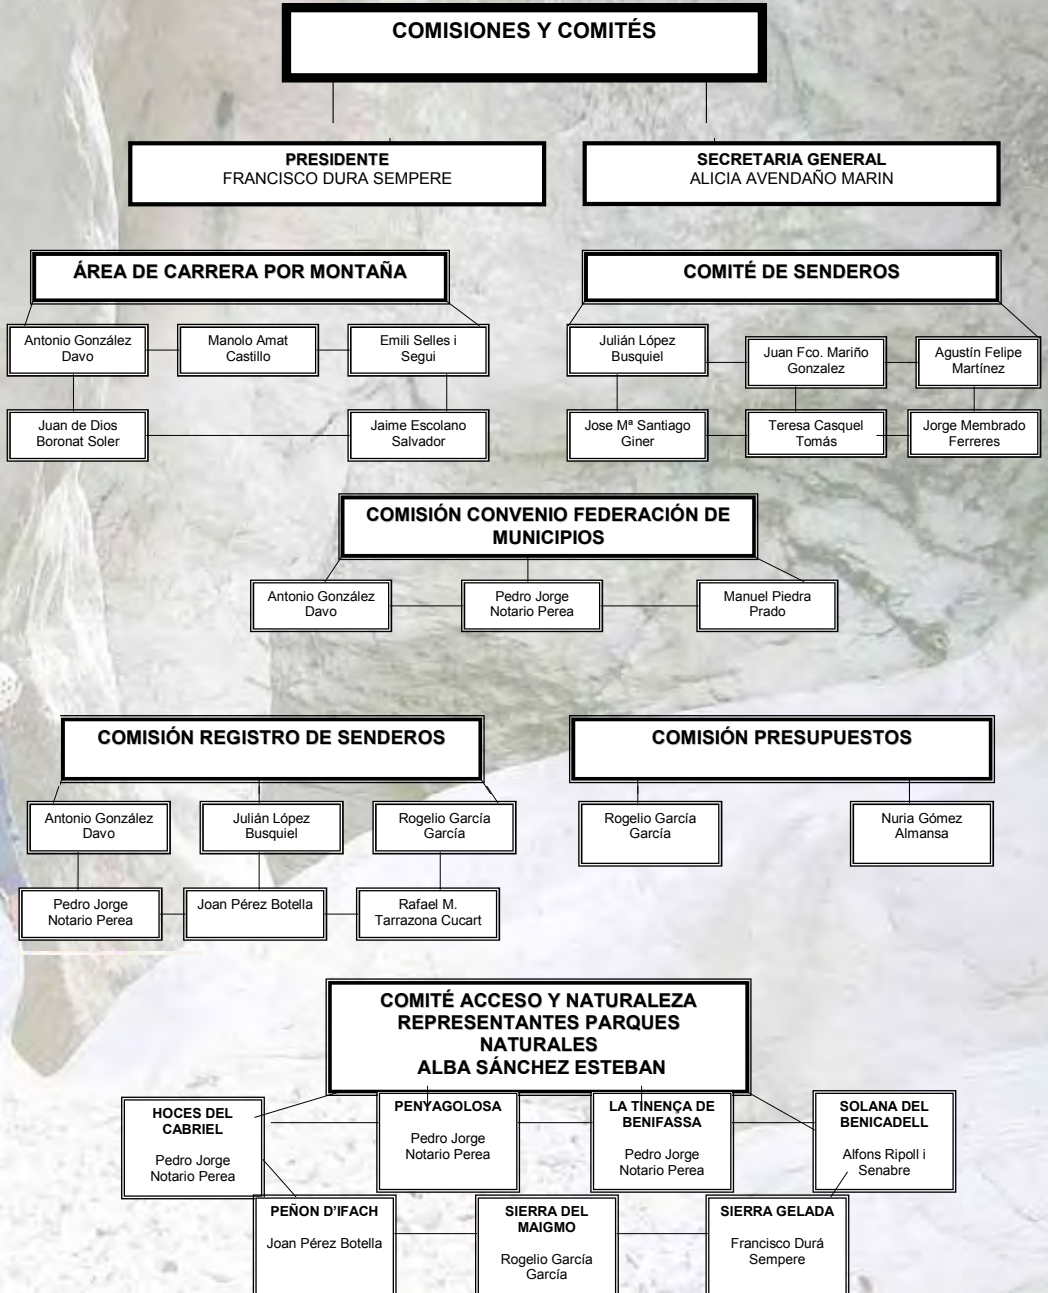 COMISIONES Y COMITÉS
PRESIDENTE
FRANCISCO DURA SEMPERE
SECRETARIA GENERAL
ALICIA AVENDAÑO MARIN
ÁREA DE CARRERA POR MONTAÑA
Antonio González
Davo
Manolo Amat
Castillo
Emili Selles i
Segui
Juan de Dios
Boronat Soler
Jaime Escolano
Salvador
COMITÉ DE SENDEROS
Julián López
Busquiel
Juan Fco. Mariño
Gonzalez
Agustín Felipe
Martínez
Jose Mª Santiago
Giner
Teresa Casquel
Tomás
Jorge Membrado
Ferreres
COMISIÓN CONVENIO FEDERACIÓN DE
MUNICIPIOS
Antonio González
Davo
Pedro Jorge
Notario Perea
Manuel Piedra
Prado
COMISIÓN REGISTRO DE SENDEROS
Antonio González
Davo
Julián López
Busquiel
Rogelio García
García
Pedro Jorge
Notario Perea
Joan Pérez Botella
Rafael M.
Tarrazona Cucart
COMISIÓN PRESUPUESTOS
Rogelio García
García
Nuria Gómez
Almansa
COMITÉ ACCESO Y NATURALEZA
REPRESENTANTES PARQUES
NATURALES
ALBA SÁNCHEZ ESTEBAN
HOCES DEL
CABRIEL
Pedro Jorge
Notario Perea
PENYAGOLOSA
Pedro Jorge
Notario Perea
LA TINENÇA DE
BENIFASSA
Pedro Jorge
Notario Perea
SOLANA DEL
BENICADELL
Alfons Ripoll i
Senabre
PEÑON D'IFACH
Joan Pérez Botella
SIERRA DEL
MAIGMO
Rogelio García
García
SIERRA GELADA
Francisco Durá
Sempere